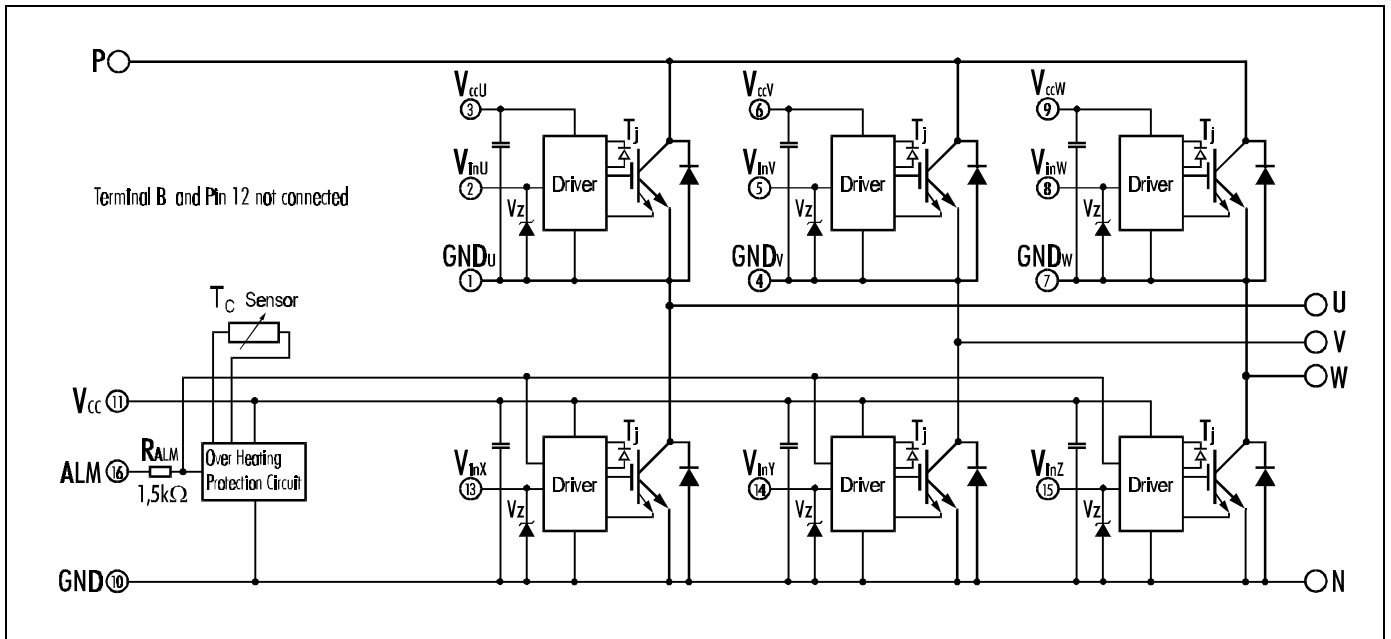 P
VccU VccV VccW
3 6 9
Tj Tj Tj
VinU VinV VinW
2 5 8
Driver Driver Driver
Terminal B and Pin 12 not connected
Vz Vz Vz
GNDU GNDV GNDW
1 4 7
TC Sensor
U
V
W
VCC 11
Tj Tj Tj
RALM
ALM 16
1,5kΩ
Over Heating
Protection Circuit
VinX VinY VinZ
13 14 15
Driver Driver Driver
Vz Vz Vz
GND 10
N